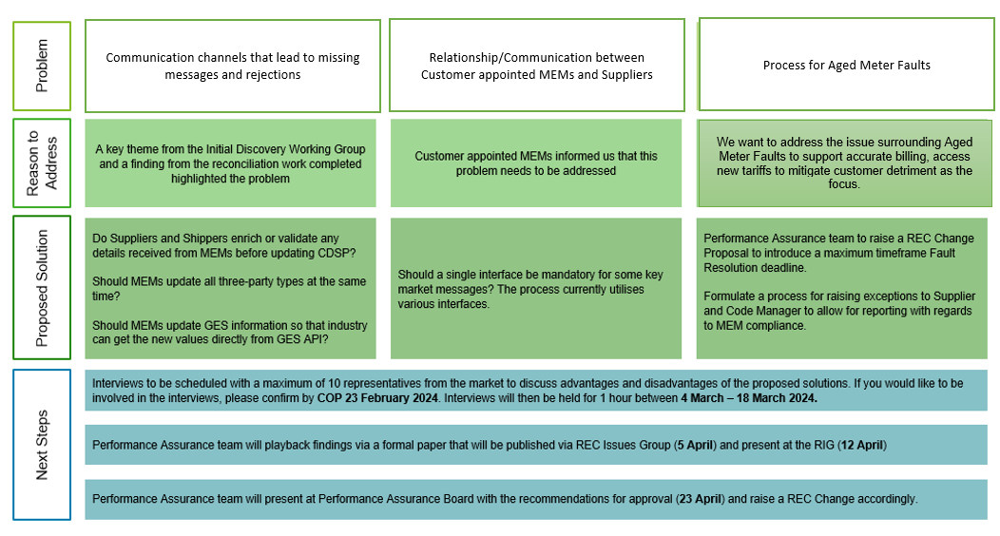 Problem
Communication channels that lead to missing
messages and rejections
Relationship/Communication between
Customer appointed MEMs and Suppliers
Process for Aged Meter Faults
Reason to
Address
A key theme from the Initial Discovery Working Group
and a finding from the reconciliation work completed
highlighted the problem
Customer appointed MEMs informed us that this
problem needs to be addressed
We want to address the issue surrounding Aged
Meter Faults to support accurate billing, access
new tariffs to mitigate customer detriment as the
focus.
Proposed Solution
Do Suppliers and Shippers enrich or validate any
details received from MEMs before updating CDSP?
Should MEMs update all three-party types at the same
time?
Should MEMs update GES information so that industry
can get the new values directly from GES API?
Should a single interface be mandatory for some key
market messages? The process currently utilises
various interfaces.
Performance Assurance team to raise a REC Change
Proposal to introduce a maximum timeframe Fault
Resolution deadline.
Formulate a process for raising exceptions to Supplier
and Code Manager to allow for reporting with regards
to MEM compliance.
Next Steps
Interviews to be scheduled with a maximum of 10 representatives from the market to discuss advantages and disadvantages of the proposed solutions. If you would like to be
involved in the interviews, please confirm by COP 23 February 2024. Interviews will then be held for 1 hour between 4 March – 18 March 2024.
Performance Assurance team will playback findings via a formal paper that will be published via REC Issues Group (5 April) and present at the RIG (12 April)
Performance Assurance team will present at Performance Assurance Board with the recommendations for approval (23 April) and raise a REC Change accordingly.